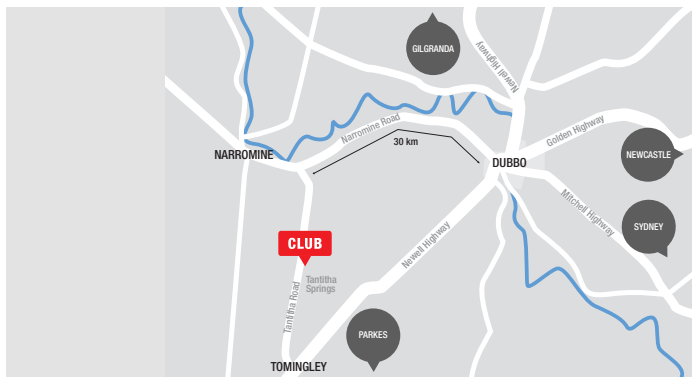 GILGRANDA
Newell Highway
Narromine Road
Golden Highway
30 km
NARROMINE
DUBBO
NEWCASTLE
Mitchell Highway
SYDNEY
CLUB
Newell Highway
Tantitha
Springs
Tantitha Road
PARKES
TOMINGLEY